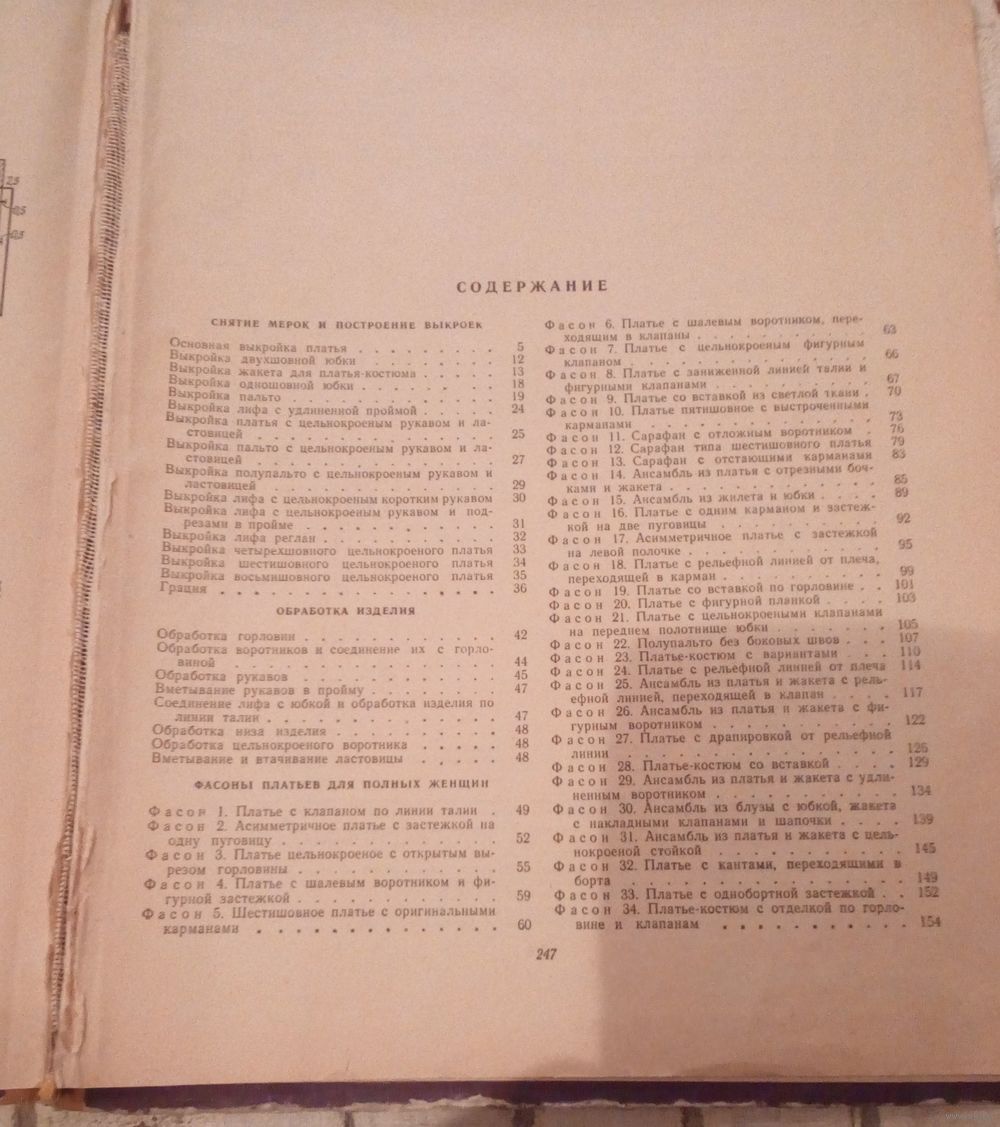 СОДЕРЖАНИЕ
СНЯТИЕ МЕРОК И ПОСТРОЕНИЕ ВЫКРОЕК
Основная выкройка платья . . . . . . . . . 5
Выкройка двухшовной юбки . . . . . . . . 12
Выкройка жакета для платья-костюма . . . . . 13
Выкройка одношовной юбки . . . . . . . . 18
Выкройка пальто . . . . . . . . . . . . 19
Выкройка лифа с удлиненной проймой . . . . . 24
Выкройка платья с цельнокроеным рукавом и ла-
стовицей . . . . . . . . . . . . . 25
Выкройка пальто с цельнокроеным рукавом и ла-
стовицей . . . . . . . . . . . . . 27
Выкройка полупальто с цельнокроеным рукавом и
ластовицей . . . . . . . . . . . . 29
Выкройка лифа с цельнокроеным коротким рукавом 30
Выкройка лифа с цельнокроеным рукавом и под-
резами в пройме . . . . . . . . . . . 31
Выкройка лифа реглан . . . . . . . . . . 32
Выкройка четырехшовного цельнокроеного платья 33
Выкройка шестишовного цельнокроеного платья 34
Выкройка восьмишовного цельнокроеного платья 35
Грация . . . . . . . . . . . . . . . 36
ОБРАБОТКА ИЗДЕЛИЯ
Обработка горловин . . . . . . . . . . . 42
Обработка воротников и соединение их с горло-
виной . . . . . . . . . . . . . . 44
Обработка рукавов . . . . . . . . . . . 45
Вметывание рукавов в пройму . . . . . . . . 47
Соединение лифа с юбкой и обработка изделия по
линии талии . . . . . . . . . . . . 47
Обработка низа изделия . . . . . . . . . . 48
Обработка цельнокроеного воротника . . . . . 48
Вметывание и втачивание ластовицы . . . . . 48
ФАСОНЫ ПЛАТЬЕВ ДЛЯ ПОЛНЫХ ЖЕНЩИН
Фасон 1. Платье с клапаном по линии талии . 49
Фасон 2. Асимметричное платье с застежкой на
одну пуговицу . . . . . . . . . . . . 52
Фасон 3. Платье цельнокроеное с открытым вы-
резом горловины . . . . . . . . . . . 55
Фасон 4. Платье с шалевым воротником и фи-
гурной застежкой . . . . . . . . . . . 59
Фасон 5. Шестишовное платье с оригинальными
карманами . . . . . . . . . . . . . 60
Фасон 6. Платье с шалевым воротником, пере-
ходящим в клапаны . . . . . . . . . . 63
Фасон 7. Платье с цельнокроеным фигурным
клапаном . . . . . . . . . . . . . 66
Фасон 8. Платье с заниженной линией талии и
фигурными клапанами . . . . . . . . . 67
Фасон 9. Платье со вставкой из светлой ткани . 70
Фасон 10. Платье пятишовное с выстроченными
карманами . . . . . . . . . . . . . 73
Фасон 11. Сарафан с отложным воротником . 76
Фасон 12. Сарафан типа шестишовного платья 79
Фасон 13. Сарафан с отстающими карманами 83
Фасон 14. Ансамбль из платья с отрезными боч-
ками и жакета . . . . . . . . . . . 85
Фасон 15. Ансамбль из жилета и юбки . . . . 89
Фасон 16. Платье с одним карманом и застеж-
кой на две пуговицы . . . . . . . . . 92
Фасон 17. Асимметричное платье с застежкой
на левой полочке . . . . . . . . . . 95
Фасон 18. Платье с рельефной линией от плеча,
переходящей в карман . . . . . . . . . 99
Фасон 19. Платье со вставкой по горловине . . 101
Фасон 20. Платье с фигурной планкой . . . . 103
Фасон 21. Платье с цельнокроеными клапанами
на переднем полотнище юбки . . . . . . . 105
Фасон 22. Полупальто без боковых швов . . . 107
Фасон 23. Платье-костюм с вариантами . . . . 110
Фасон 24. Платье с рельефной линией от плеча 114
Фасон 25. Ансамбль из платья и жакета с рель-
ефной линией, переходящей в клапан . . . . 117
Фасон 26. Ансамбль из платья и жакета с фи-
гурным воротником . . . . . . . . . . 122
Фасон 27. Платье с драпировкой от рельефной
линии . . . . . . . . . . . . . . 126
Фасон 28. Платье-костюм со вставкой . . . . 129
Фасон 29. Ансамбль из платья и жакета с удли-
ненным воротником . . . . . . . . . . 134
Фасон 30. Ансамбль из блузы с юбкой, жакета
с накладными клапанами и шапочки . . . . 139
Фасон 31. Ансамбль из платья и жакета с цель-
нокроеной стойкой . . . . . . . . . . 145
Фасон 32. Платье с кантами, переходящими в
борта . . . . . . . . . . . . . . 149
Фасон 33. Платье с однобортной застежкой . . 152
Фасон 34. Платье-костюм с отделкой по горло-
вине и клапанам . . . . . . . . . . 154
247